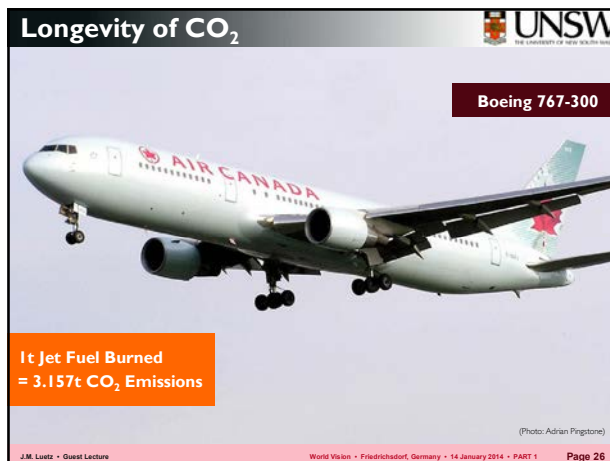 Longevity of CO₂
UNSW
THE UNIVERSITY OF NEW SOUTH
Boeing 767-300
AIR CANADA
1t Jet Fuel Burned
= 3.157t CO₂ Emissions
(Photo: Adrian Pingstone)
J.M. Luetz • Guest Lecture World Vision • Friedrichsdorf, Germany • 14 January 2014 • PART 1 Page 26